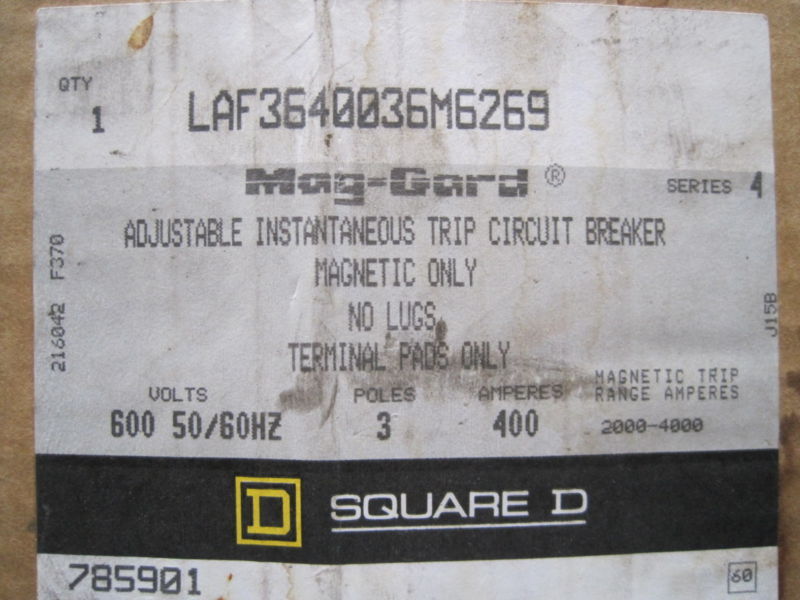 QTY
1
LAF3640036M6269
Mag-Gard®
SERIES 4
ADJUSTABLE INSTANTANEOUS TRIP CIRCUIT BREAKER
MAGNETIC ONLY
NO LUGS
TERMINAL PADS ONLY
216042 F370
J15B
VOLTS
600 50/60HZ
POLES
3
AMPERES
400
MAGNETIC TRIP
RANGE AMPERES
2000-4000
D SQUARE D
785901
60